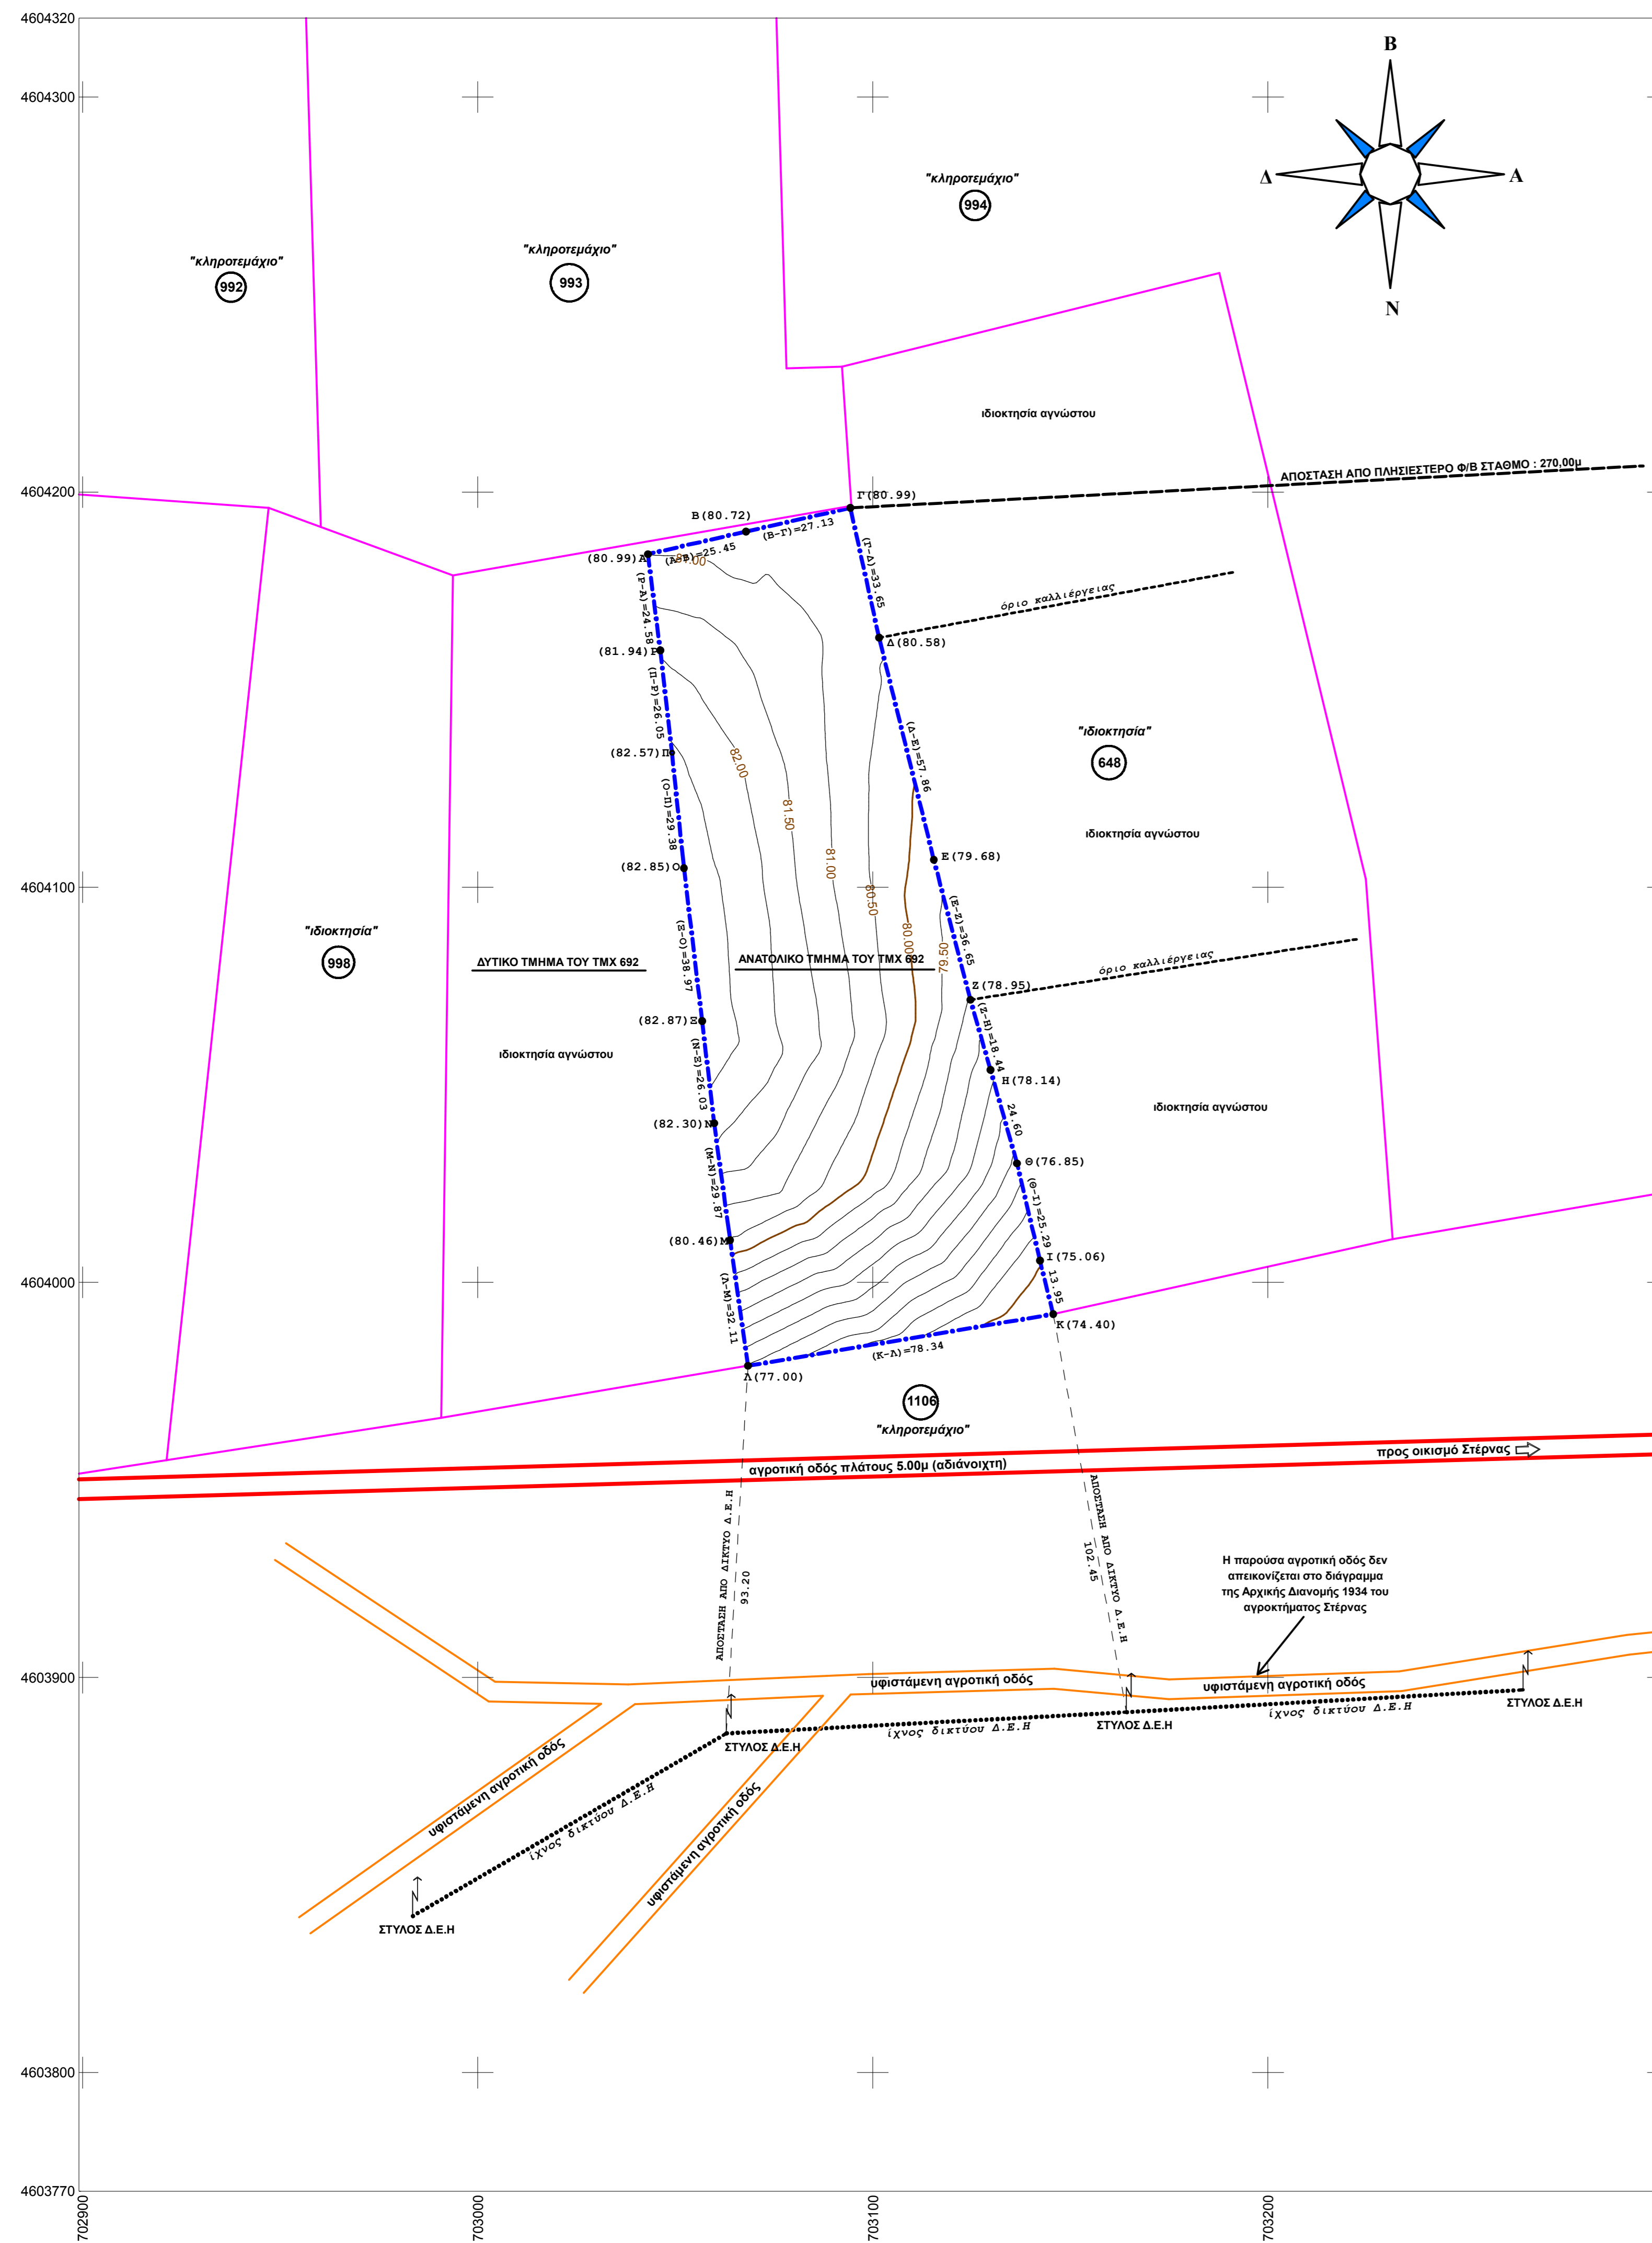 4604320
4604300
4604200
4604100
4604000
4603900
4603800
4603770
702900
703000
703100
703200
Β
Δ
Α
Ν
"κληροτεμάχιο"
994
"κληροτεμάχιο"
993
"κληροτεμάχιο"
992
ιδιοκτησία αγνώστου
ΑΠΟΣΤΑΣΗ ΑΠΟ ΠΛΗΣΙΕΣΤΕΡΟ Φ/Β ΣΤΑΘΜΟ : 270,00μ
Γ(80.99)
Β(80.72)
(Β-Γ)=27.13
(80.99)Α
(Α-Β)=25.45
81.00
(Γ-Δ)=33.65
όριο καλλιέργειας
(Ρ-Α)=24.58
Δ(80.58)
(81.94)Ρ
(Π-Ρ)=26.05
(Δ-Ε)=57.86
"ιδιοκτησία"
648
(82.57)Π
82.00
(Ο-Π)=29.38
81.50
81.00
80.50
80.00
79.50
ιδιοκτησία αγνώστου
Ε(79.68)
(82.85)Ο
(Ε-Ζ)=36.65
"ιδιοκτησία"
998
(Ξ-Ο)=38.97
ΔΥΤΙΚΟ ΤΜΗΜΑ ΤΟΥ ΤΜΧ 692
ΑΝΑΤΟΛΙΚΟ ΤΜΗΜΑ ΤΟΥ ΤΜΧ 692
όριο καλλιέργειας
Ζ(78.95)
(82.87)Ξ
(Ζ-Η)=18.44
ιδιοκτησία αγνώστου
(Ν-Ξ)=26.03
Η(78.14)
ιδιοκτησία αγνώστου
24.60
(82.30)Ν
(Μ-Ν)=29.87
Θ(76.85)
(Θ-Ι)=25.29
(80.46)Μ
Ι(75.06)
13.95
(Λ-Μ)=32.11
Κ(74.40)
(Κ-Λ)=78.34
Λ(77.00)
1106
"κληροτεμάχιο"
προς οικισμό Στέρνας
αγροτική οδός πλάτους 5.00μ (αδιάνοιχτη)
ΑΠΟΣΤΑΣΗ ΑΠΟ ΔΙΚΤΥΟ Δ.Ε.Η
93.20
ΑΠΟΣΤΑΣΗ ΑΠΟ ΔΙΚΤΥΟ Δ.Ε.Η
102.45
Η παρούσα αγροτική οδός δεν
απεικονίζεται στο διάγραμμα
της Αρχικής Διανομής 1934 του
αγροκτήματος Στέρνας
υφιστάμενη αγροτική οδός
υφιστάμενη αγροτική οδός
ΣΤΥΛΟΣ Δ.Ε.Η
ίχνος δικτύου Δ.Ε.Η
ΣΤΥΛΟΣ Δ.Ε.Η
ίχνος δικτύου Δ.Ε.Η
ΣΤΥΛΟΣ Δ.Ε.Η
υφιστάμενη αγροτική οδός
ίχνος δικτύου Δ.Ε.Η
υφιστάμενη αγροτική οδός
ΣΤΥΛΟΣ Δ.Ε.Η